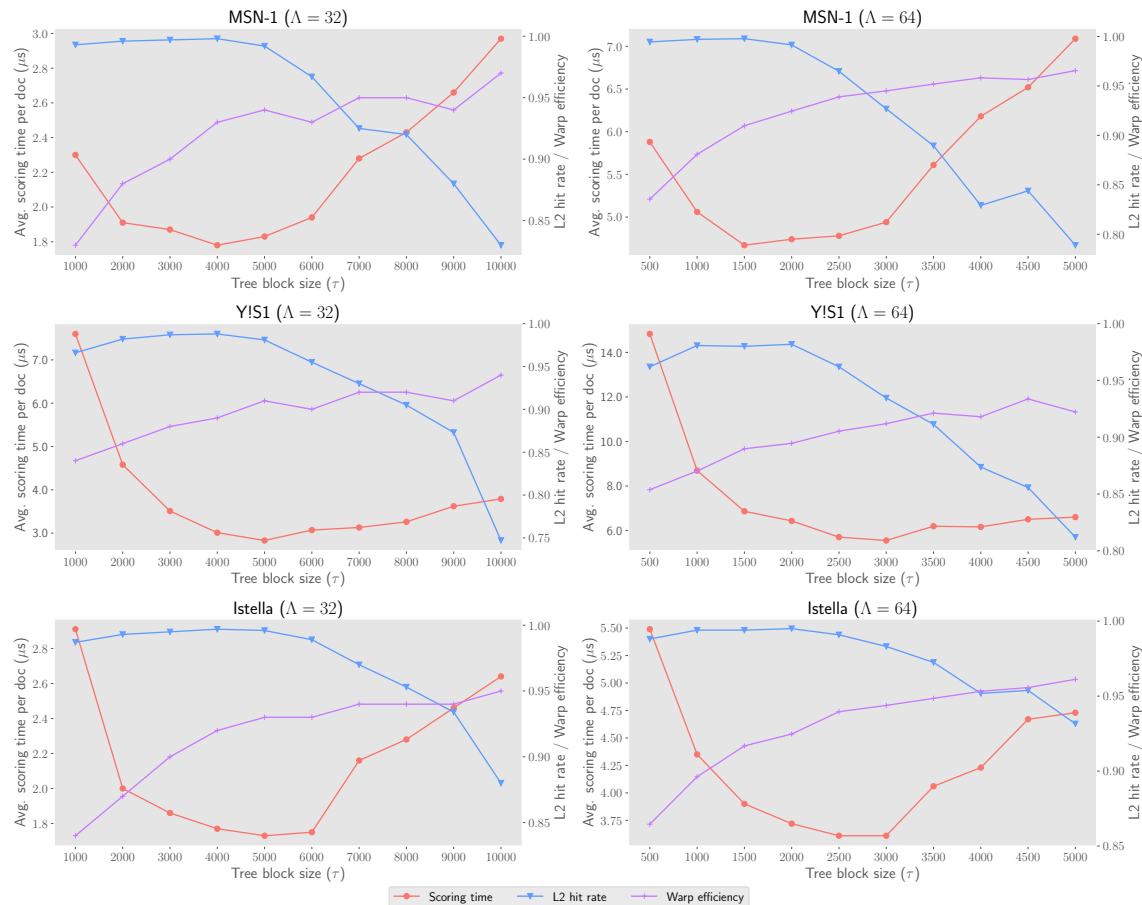 MSN-1 (Λ = 32)
Avg. scoring time per doc (μs)
3.0
2.8
2.6
2.4
2.2
2.0
1.8
1.00
0.95
0.90
0.85
L2 hit rate / Warp efficiency
1000 2000 3000 4000 5000 6000 7000 8000 9000 10000
Tree block size (τ)
MSN-1 (Λ = 64)
Avg. scoring time per doc (μs)
7.0
6.5
6.0
5.5
5.0
1.00
0.95
0.90
0.85
0.80
L2 hit rate / Warp efficiency
500 1000 1500 2000 2500 3000 3500 4000 4500 5000
Tree block size (τ)
Y!S1 (Λ = 32)
Avg. scoring time per doc (μs)
7.0
6.0
5.0
4.0
3.0
1.00
0.95
0.90
0.85
0.80
0.75
L2 hit rate / Warp efficiency
1000 2000 3000 4000 5000 6000 7000 8000 9000 10000
Tree block size (τ)
Y!S1 (Λ = 64)
Avg. scoring time per doc (μs)
14.0
12.0
10.0
8.0
6.0
1.00
0.95
0.90
0.85
0.80
L2 hit rate / Warp efficiency
500 1000 1500 2000 2500 3000 3500 4000 4500 5000
Tree block size (τ)
Istella (Λ = 32)
Avg. scoring time per doc (μs)
2.8
2.6
2.4
2.2
2.0
1.8
1.00
0.95
0.90
0.85
L2 hit rate / Warp efficiency
1000 2000 3000 4000 5000 6000 7000 8000 9000 10000
Tree block size (τ)
Istella (Λ = 64)
Avg. scoring time per doc (μs)
5.50
5.25
5.00
4.75
4.50
4.25
4.00
3.75
1.00
0.95
0.90
0.85
L2 hit rate / Warp efficiency
500 1000 1500 2000 2500 3000 3500 4000 4500 5000
Tree block size (τ)
Scoring time L2 hit rate Warp efficiency